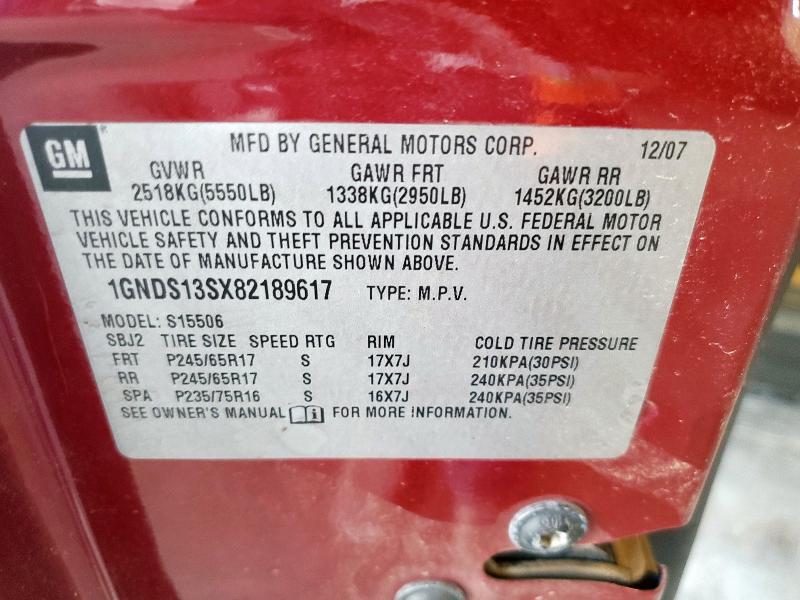 GM
MFD BY GENERAL MOTORS CORP. 12/07
GVWR GAWR FRT GAWR RR
2518KG(5550LB) 1338KG(2950LB) 1452KG(3200LB)
THIS VEHICLE CONFORMS TO ALL APPLICABLE U.S. FEDERAL MOTOR
VEHICLE SAFETY AND THEFT PREVENTION STANDARDS IN EFFECT ON
THE DATE OF MANUFACTURE SHOWN ABOVE.
1GNDS13SX82189617 TYPE: M.P.V.
MODEL: S15506
SBJ2 TIRE SIZE SPEED RTG RIM COLD TIRE PRESSURE
FRT P245/65R17 S 17X7J 210KPA(30PSI)
RR P245/65R17 S 17X7J 240KPA(35PSI)
SPA P235/75R16 S 16X7J 240KPA(35PSI)
SEE OWNER'S MANUAL FOR MORE INFORMATION.